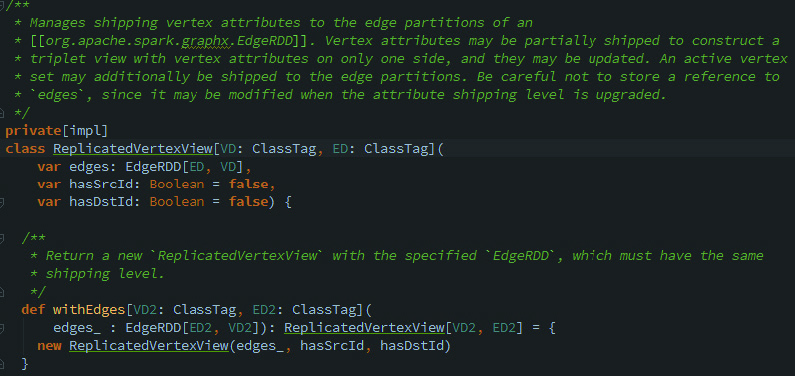 /**
 * Manages shipping vertex attributes to the edge partitions of an
 * [[org.apache.spark.graphx.EdgeRDD]]. Vertex attributes may be partially shipped to construct a
 * triplet view with vertex attributes on only one side, and they may be updated. An active vertex
 * set may additionally be shipped to the edge partitions. Be careful not to store a reference to
 * `edges`, since it may be modified when the attribute shipping level is upgraded.
 */
private[impl]
class ReplicatedVertexView[VD: ClassTag, ED: ClassTag](
    var edges: EdgeRDD[ED, VD],
    var hasSrcId: Boolean = false,
    var hasDstId: Boolean = false) {
  /**
   * Return a new `ReplicatedVertexView` with the specified `EdgeRDD`, which must have the same
   * shipping level.
   */
  def withEdges[VD2: ClassTag, ED2: ClassTag](
      edges_ : EdgeRDD[ED2, VD2]): ReplicatedVertexView[VD2, ED2] = {
    new ReplicatedVertexView(edges_, hasSrcId, hasDstId)
  }